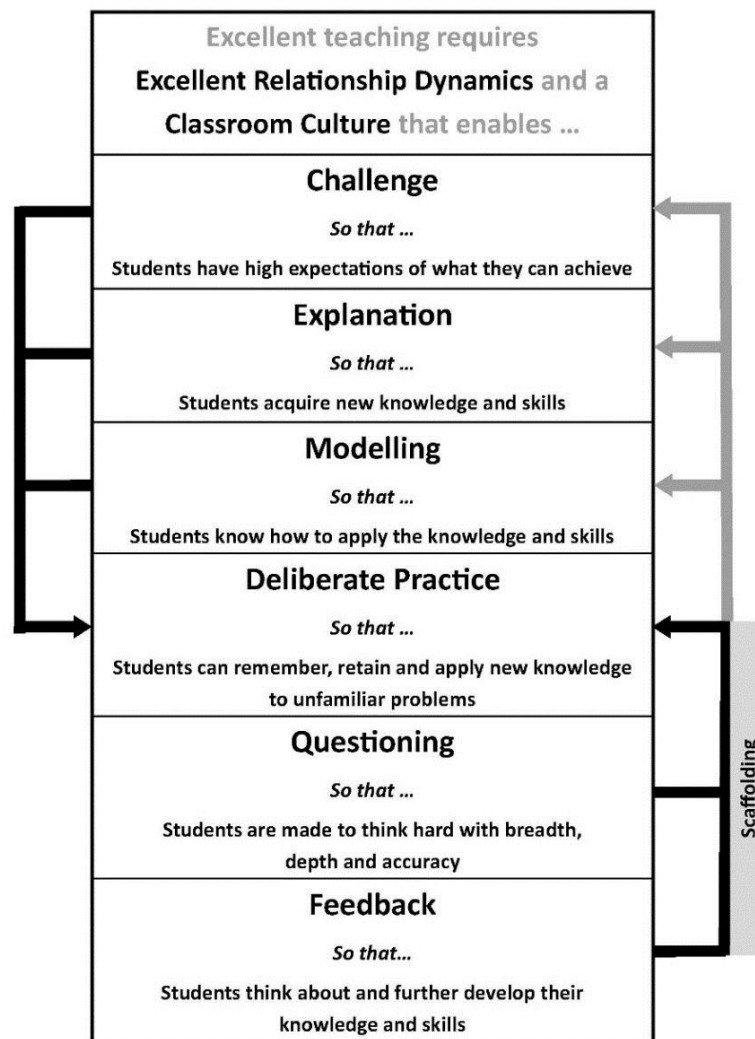 Excellent teaching requires
Excellent Relationship Dynamics and a
Classroom Culture that enables ...
Challenge
So that ...
Students have high expectations of what they can achieve
Explanation
So that ...
Students acquire new knowledge and skills
Modelling
So that ...
Students know how to apply the knowledge and skills
Deliberate Practice
So that ...
Students can remember, retain and apply new knowledge
to unfamiliar problems
Questioning
So that ...
Students are made to think hard with breadth,
depth and accuracy
Feedback
So that...
Students think about and further develop their
knowledge and skills
Scaffolding